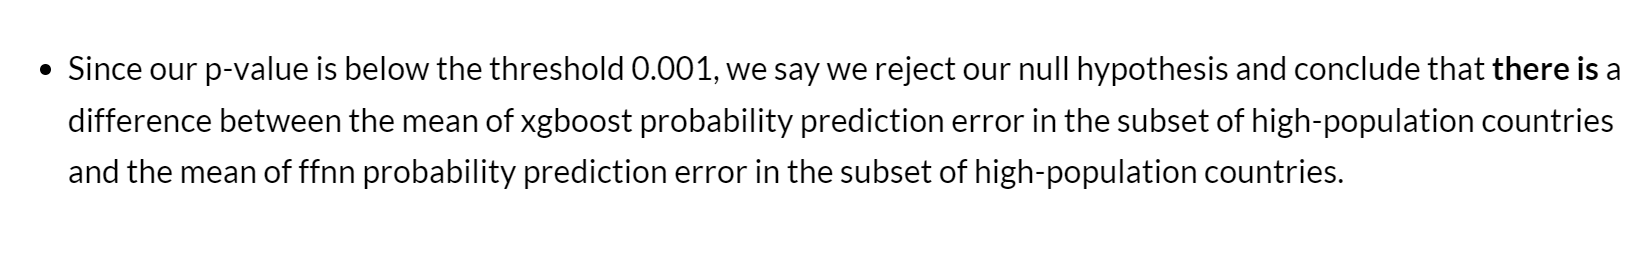 • Since our p-value is below the threshold 0.001, we say we reject our null hypothesis and conclude that there is a
difference between the mean of xgboost probability prediction error in the subset of high-population countries
and the mean of ffnn probability prediction error in the subset of high-population countries.